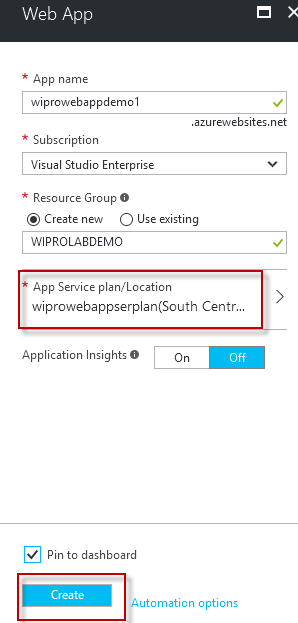 Web App
* App name
wiprowebappdemo1
.azurewebsites.net
* Subscription
Visual Studio Enterprise
* Resource Group
Create new Use existing
WIPROLABDEMO
* App Service plan/Location
wiprowebappserplan(South Centr...
Application Insights On Off
Pin to dashboard
Create Automation options